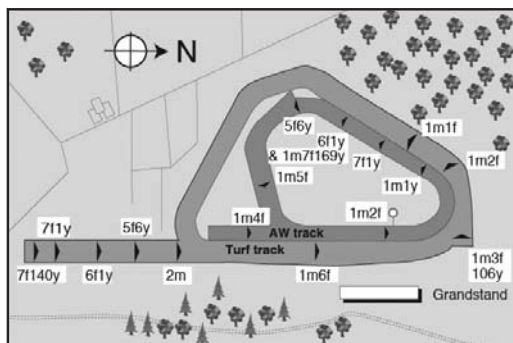 N
5f6y
6f1y
& 1m7f169y
7f1y
1m1f
1m2f
1m1y
1m5f
1m4f
1m2f
AW track
Turf track
7f1y
5f6y
7f140y
6f1y
2m
1m6f
1m3f
106y
Grandstand